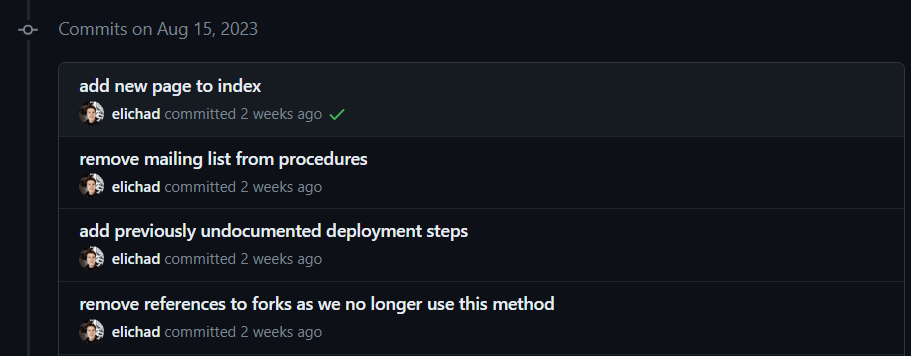 Commits on Aug 15, 2023
add new page to index
elichad committed 2 weeks ago
remove mailing list from procedures
elichad committed 2 weeks ago
add previously undocumented deployment steps
elichad committed 2 weeks ago
remove references to forks as we no longer use this method
elichad committed 2 weeks ago